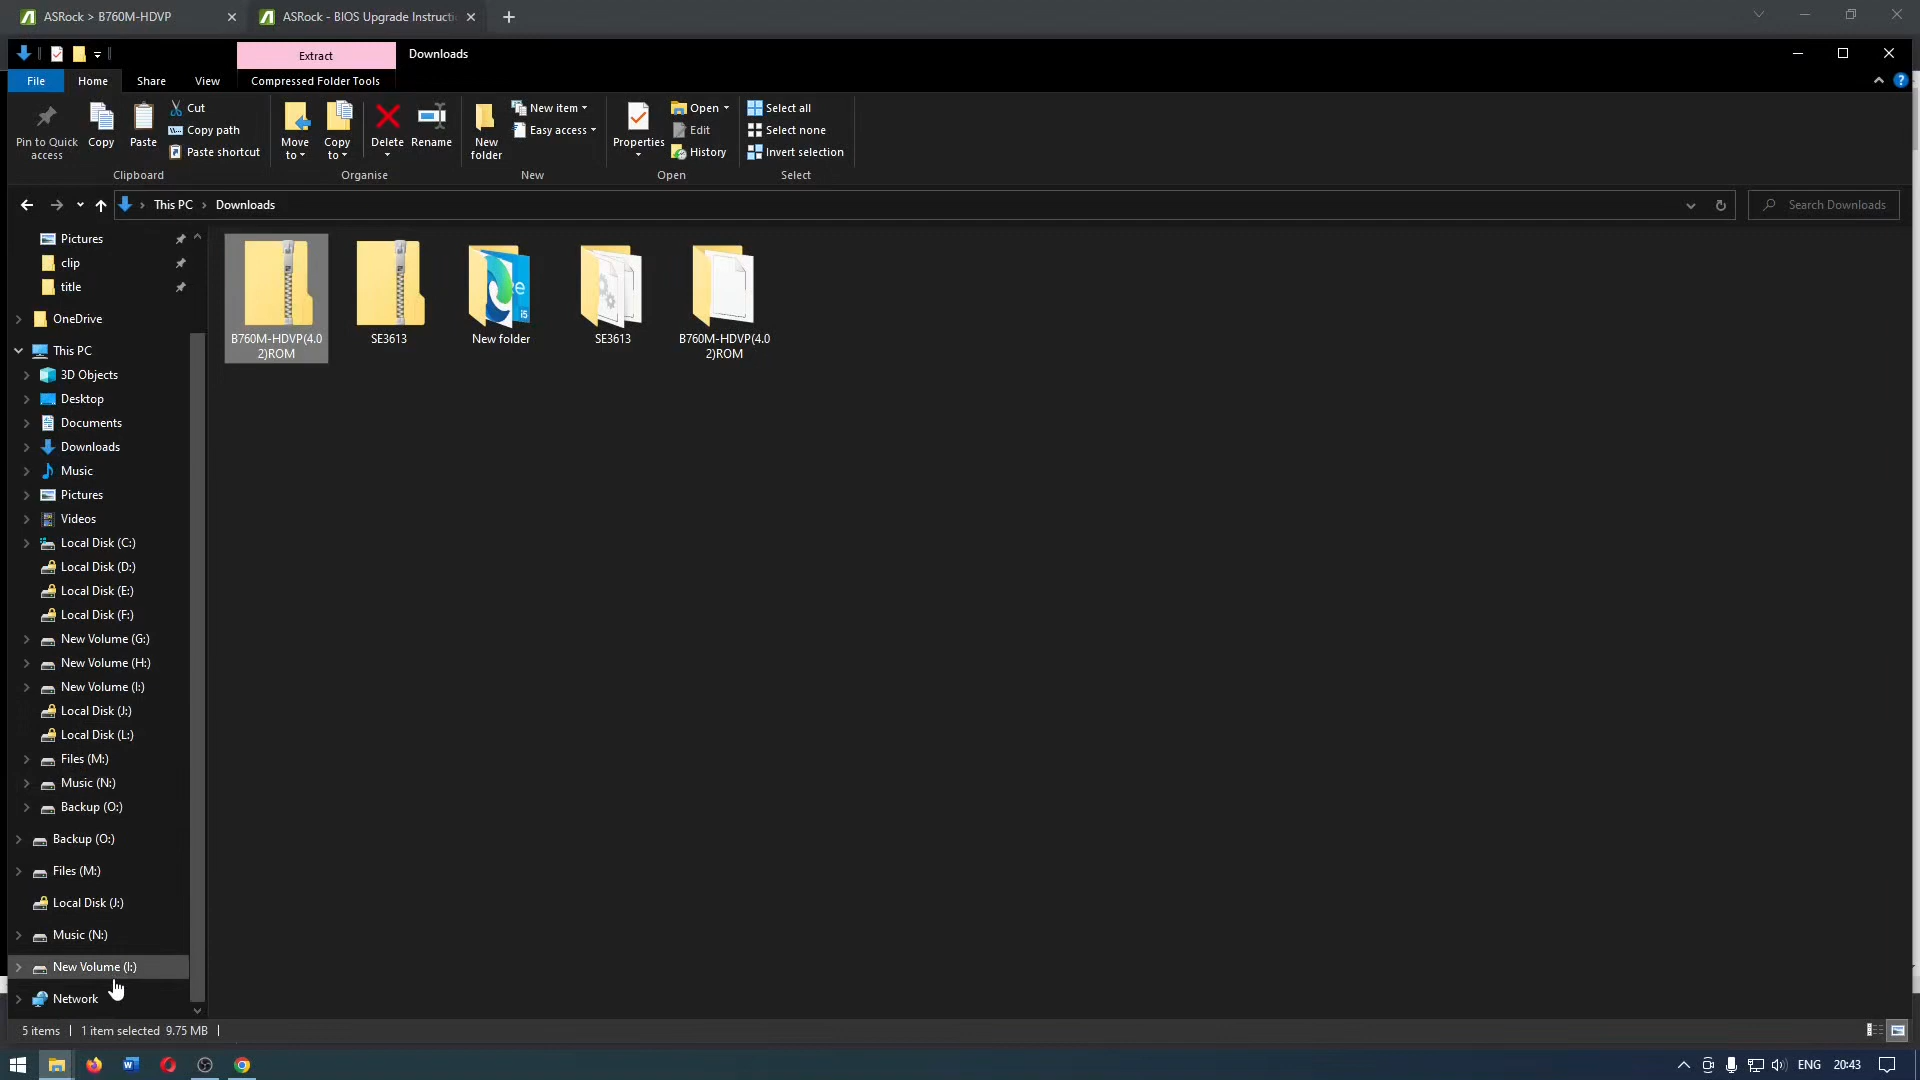 ASRock > B760M-HDVP
ASRock - BIOS Upgrade Instructi
Extract
Downloads
File
Home
Share
View
Compressed Folder Tools
Pin to Quick
access
Copy
Paste
Cut
Copy path
Paste shortcut
Clipboard
Move
to
Copy
to
Delete
Rename
Organise
New
folder
New item
Easy access
New
Properties
Open
Edit
History
Open
Select all
Select none
Invert selection
Select
This PC › Downloads
Search Downloads
Pictures
clip
title
OneDrive
This PC
3D Objects
Desktop
Documents
Downloads
Music
Pictures
Videos
Local Disk (C:)
Local Disk (D:)
Local Disk (E:)
Local Disk (F:)
New Volume (G:)
New Volume (H:)
New Volume (I:)
Local Disk (J:)
Local Disk (L:)
Files (M:)
Music (N:)
Backup (O:)
Backup (O:)
Files (M:)
Local Disk (J:)
Music (N:)
New Volume (I:)
Network
B760M-HDVP(4.0
2)ROM
SE3613
New folder
SE3613
B760M-HDVP(4.0
2)ROM
5 items
1 item selected 9.75 MB
ENG
20:43